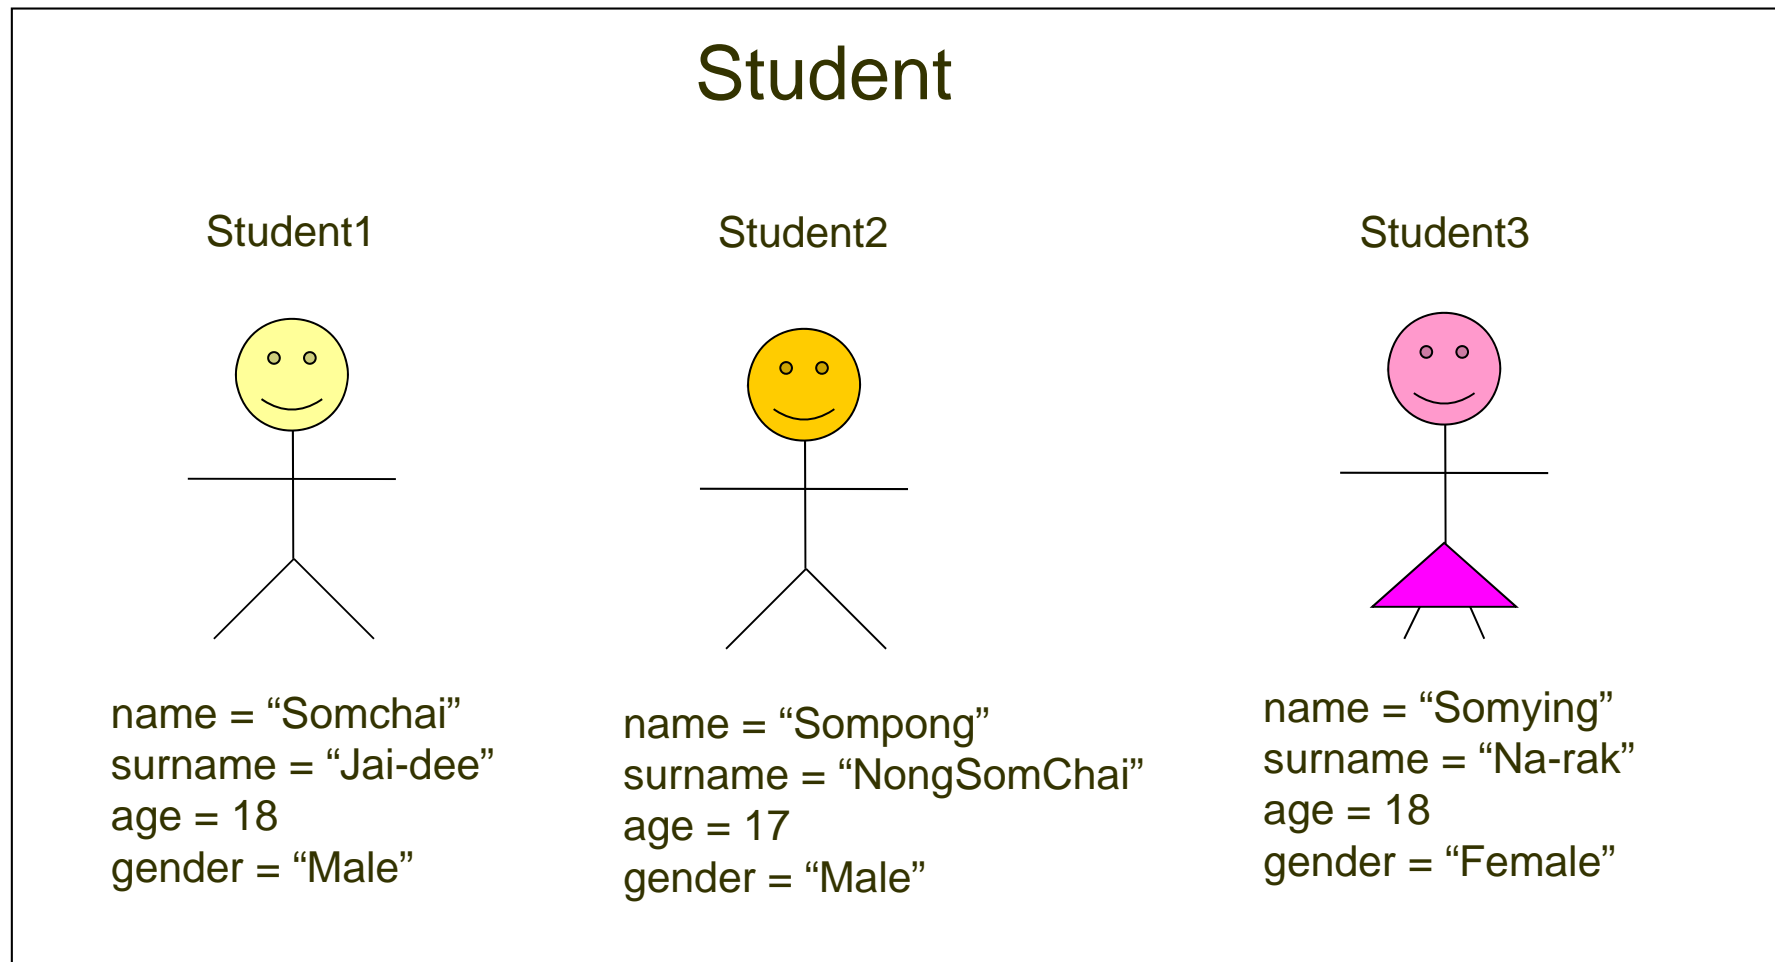 Student
Student1
name = “Somchai”
surname = “Jai-dee”
age = 18
gender = “Male”
Student2
name = “Sompong”
surname = “NongSomChai”
age = 17
gender = “Male”
Student3
name = “Somying”
surname = “Na-rak”
age = 18
gender = “Female”